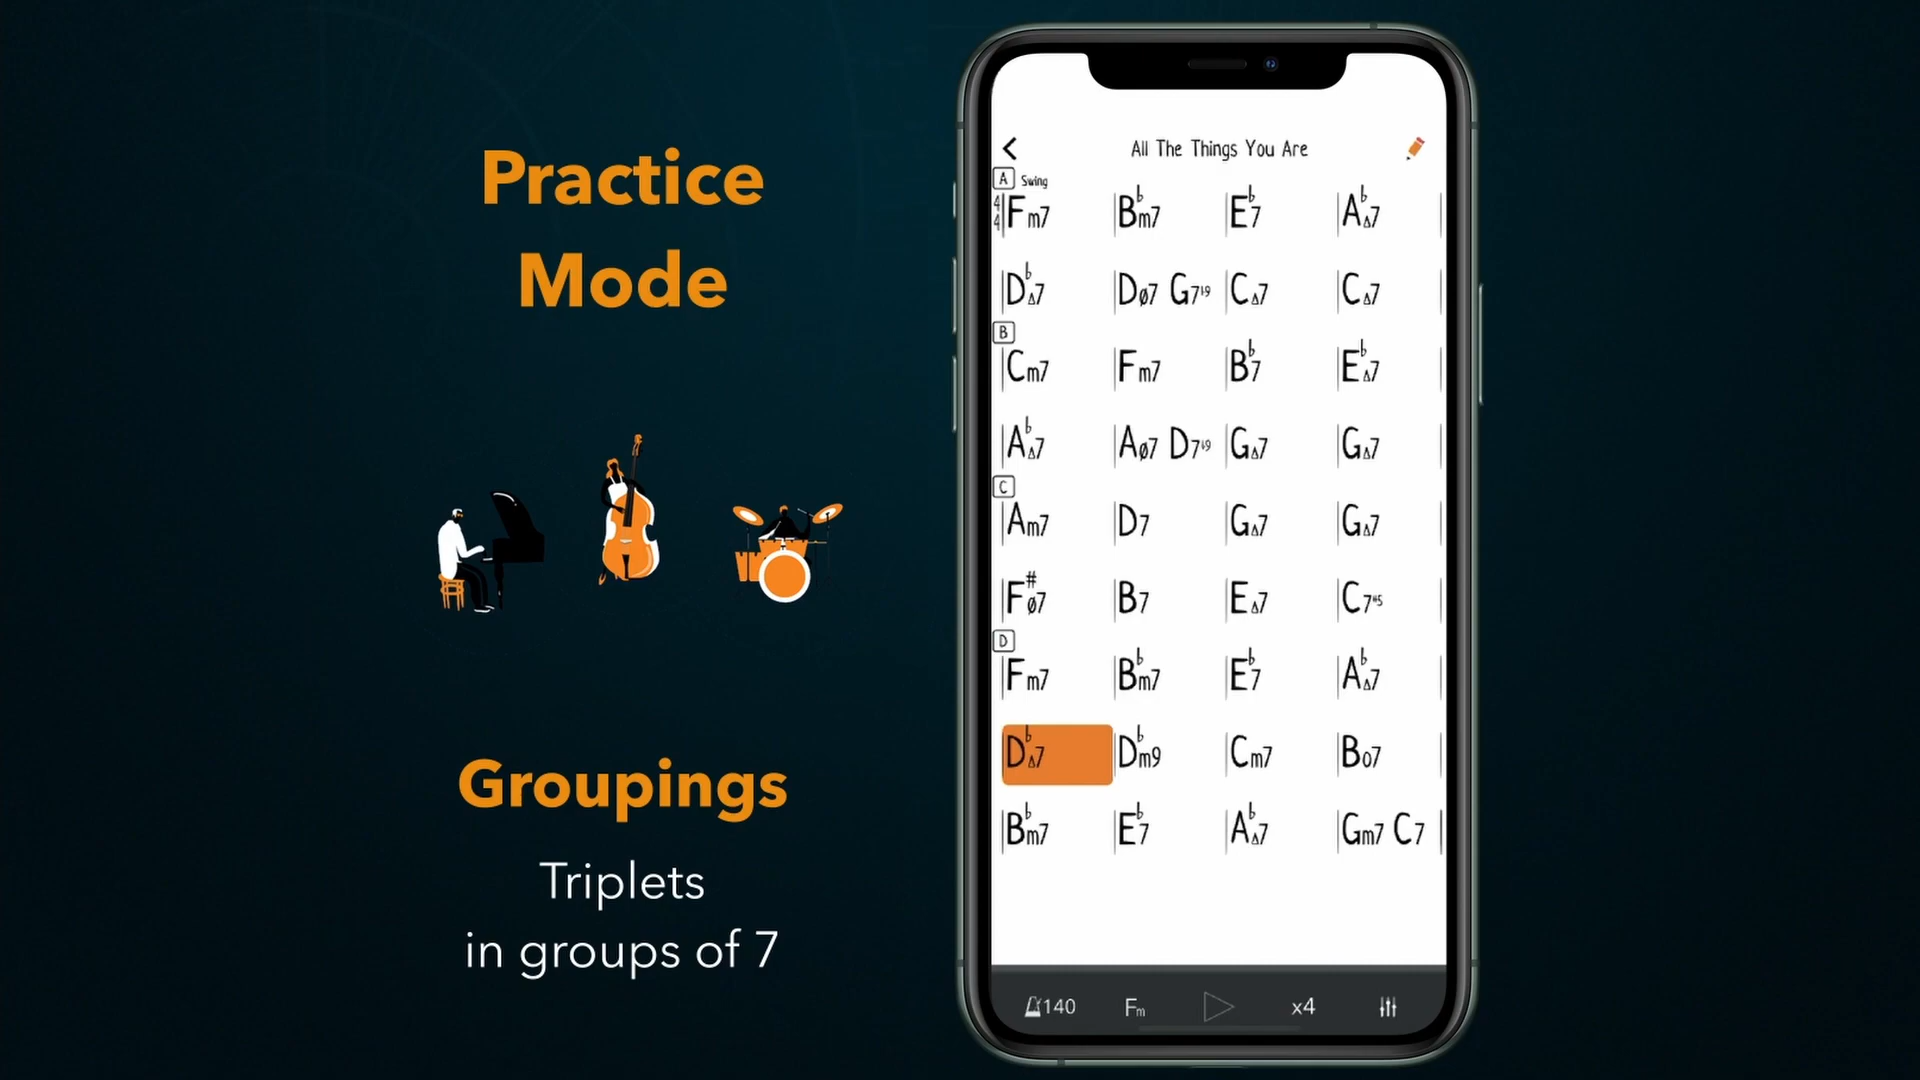 Practice
Mode
Groupings
Triplets
in groups of 7
All The Things You Are
A Swing
4/4 Fm7 B♭m7 E♭7 A♭Δ7
D♭Δ7 Dø7 G7♭9 CΔ7 CΔ7
B
Cm7 Fm7 B♭7 E♭Δ7
A♭Δ7 Aø7 D7♭9 GΔ7 GΔ7
C
Am7 D7 GΔ7 GΔ7
F#ø7 B7 EΔ7 C7#5
D
Fm7 B♭m7 E♭7 A♭Δ7
D♭Δ7 D♭m9 Cm7 Bo7
B♭m7 E♭7 A♭Δ7 Gm7 C7
140 Fm x4